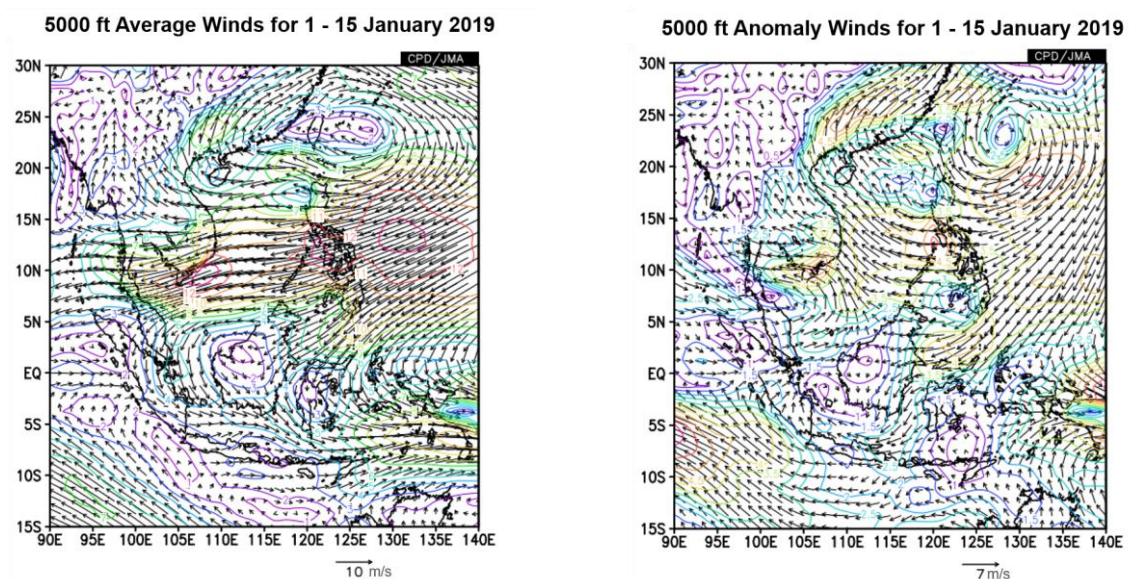 5000 ft Average Winds for 1 - 15 January 2019
CPD/JMA
30N
25N
20N
15N
10N
5N
EQ
5S
10S
15S
90E 95E 100E 105E 110E 115E 120E 125E 130E 135E 140E
10 m/s
5000 ft Anomaly Winds for 1 - 15 January 2019
CPD/JMA
30N
25N
20N
15N
10N
5N
EQ
5S
10S
15S
90E 95E 100E 105E 110E 115E 120E 125E 130E 135E 140E
7 m/s